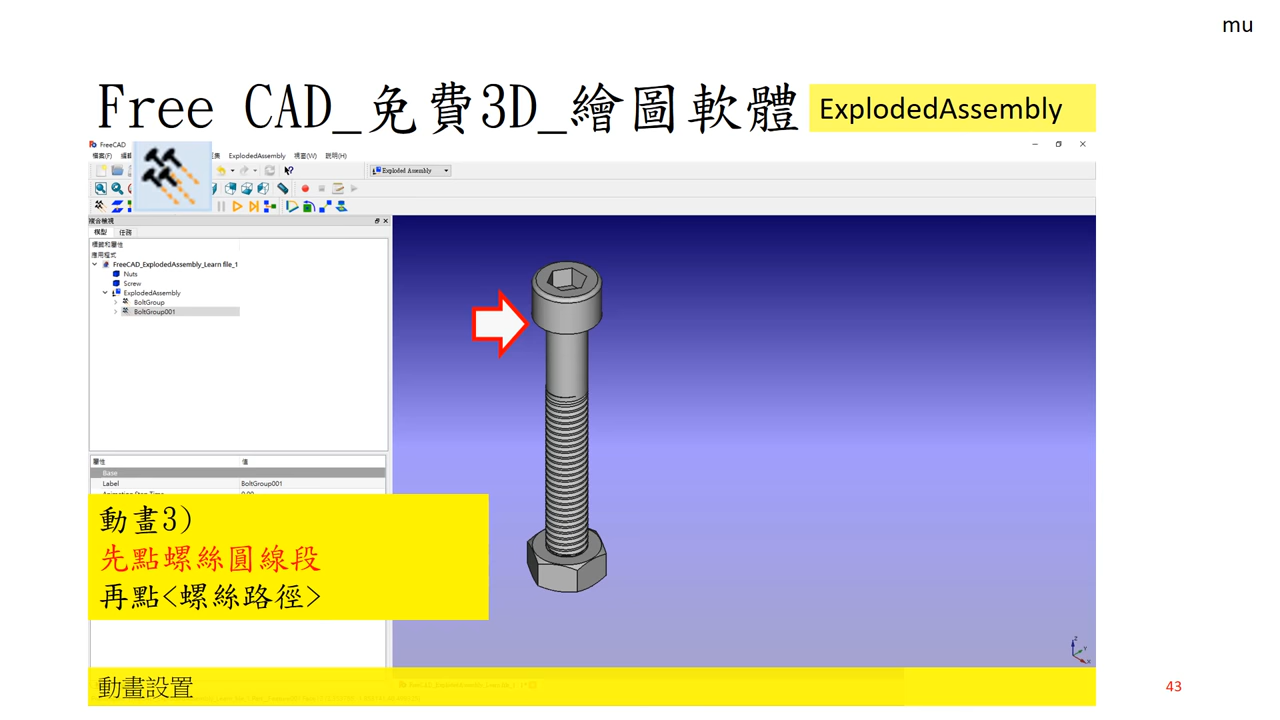 mu
Free CAD_免費3D_繪圖軟體
ExplodedAssembly
FreeCAD
檔案(F)
ExplodedAssembly 視窗(W) 說明(H)
Exploded Assembly
複合檢視
模型 任務
標籤和屬性
應用程式
FreeCAD_ExplodedAssembly_Learn file_1
Nuts
Screw
ExplodedAssembly
BoltGroup
BoltGroup001
屬性 值
Base
Label BoltGroup001
動畫3)
先點螺絲圓線段
再點<螺絲路徑>
動畫設置
43